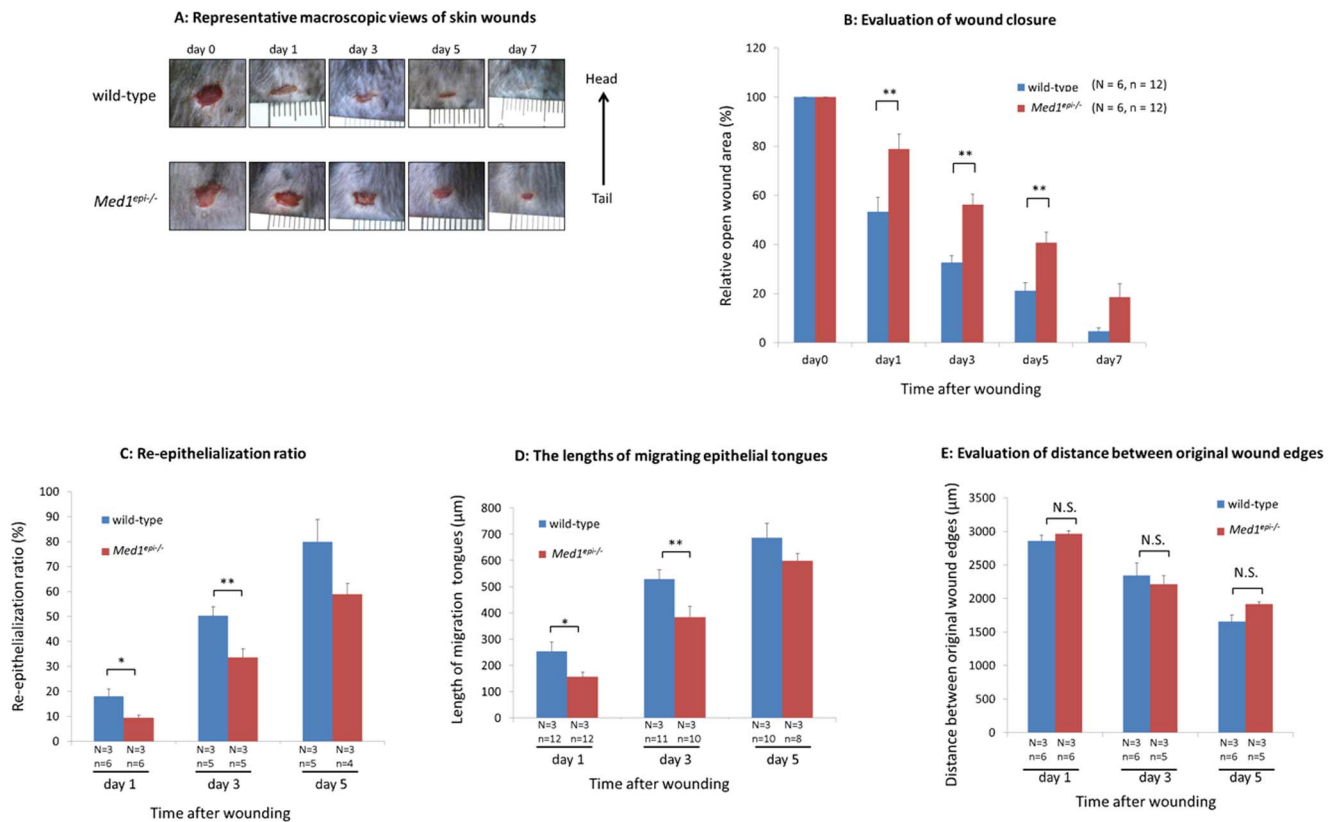 A: Representative macroscopic views of skin wounds
day 0 day 1 day 3 day 5 day 7
wild-type
Med1epi-/-
Head
Tail
B: Evaluation of wound closure
Relative open wound area (%)
120
100
80
60
40
20
0
wild-type (N = 6, n = 12)
Med1epi-/- (N = 6, n = 12)
**
**
**
day0 day1 day3 day5 day7
Time after wounding
C: Re-epithelialization ratio
Re-epithelialization ratio (%)
100
90
80
70
60
50
40
30
20
10
0
wild-type
Med1epi-/-
*
**
N=3 N=3 N=3 N=3 N=3 N=3
n=6 n=6 n=5 n=5 n=5 n=4
day 1 day 3 day 5
Time after wounding
D: The lengths of migrating epithelial tongues
Length of migration tongues (μm)
800
700
600
500
400
300
200
100
0
wild-type
Med1epi-/-
*
**
N=3 N=3 N=3 N=3 N=3 N=3
n=12 n=12 n=11 n=10 n=10 n=8
day 1 day 3 day 5
Time after wounding
E: Evaluation of distance between original wound edges
Distance between original wound edges (μm)
3500
3000
2500
2000
1500
1000
500
0
wild-type
Med1epi-/-
N.S.
N.S.
N.S.
N=3 N=3 N=3 N=3 N=3 N=3
n=6 n=6 n=6 n=5 n=6 n=5
day 1 day 3 day 5
Time after wounding